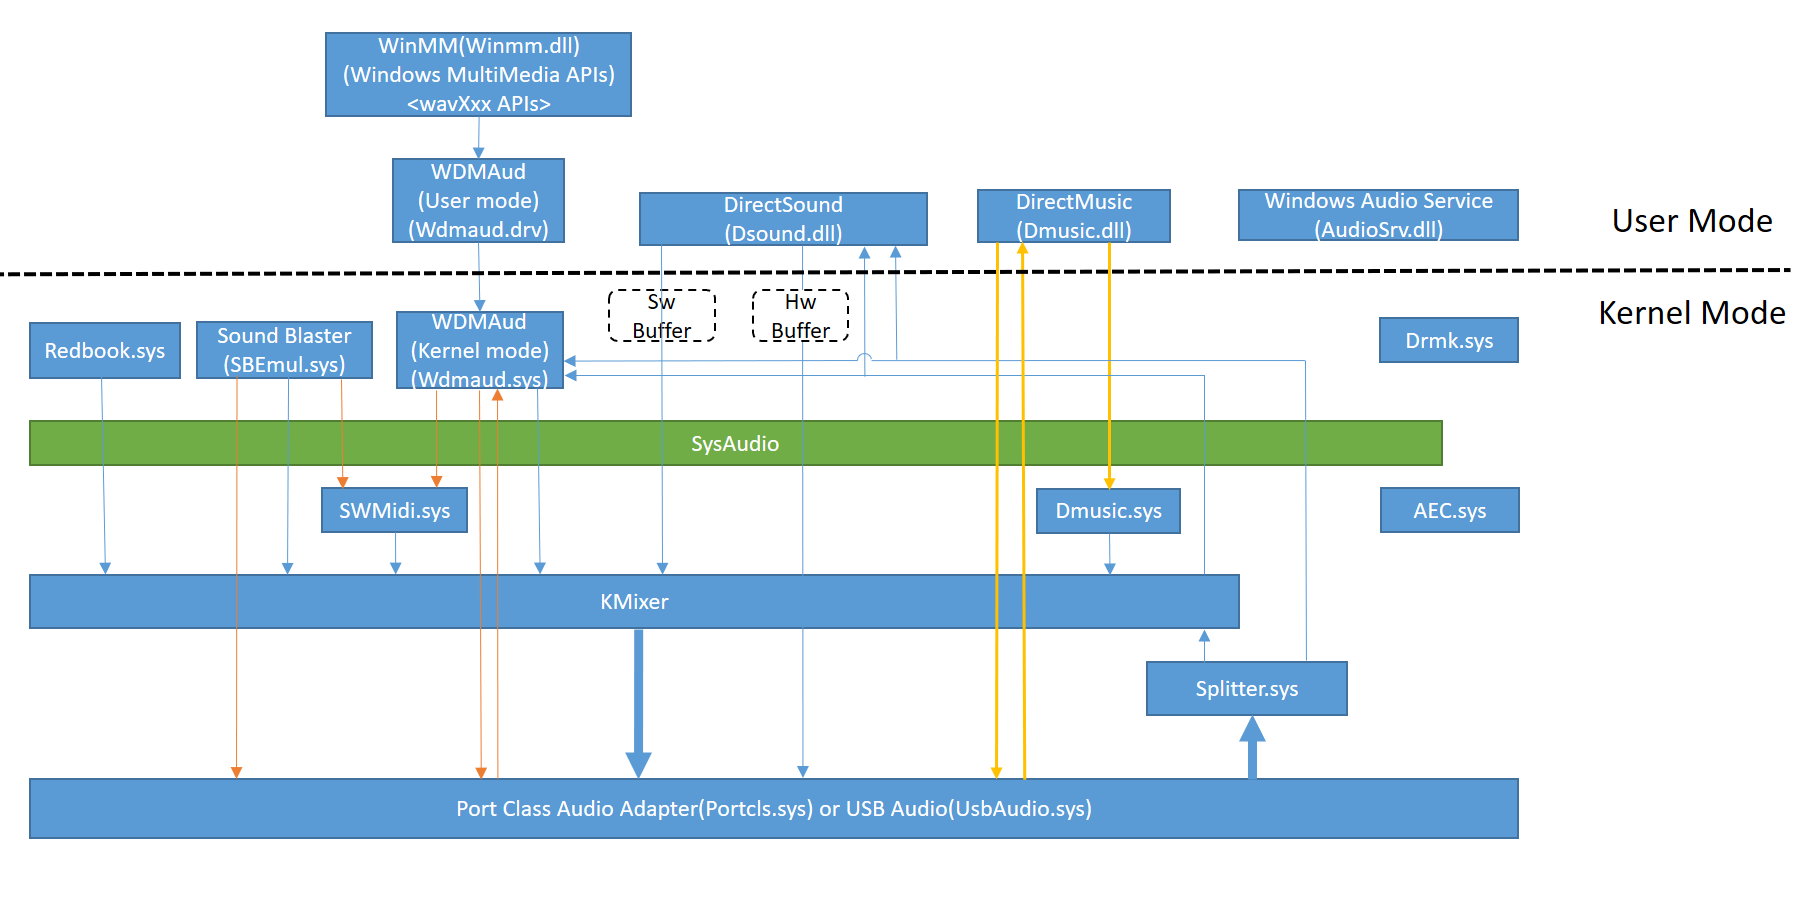 WinMM(Winmm.dll)
(Windows MultiMedia APIs)
<wavXxx APIs>
WDMAud
(User mode)
(Wdmaud.drv)
DirectSound
(Dsound.dll)
DirectMusic
(Dmusic.dll)
Windows Audio Service
(AudioSrv.dll)
User Mode
Kernel Mode
Redbook.sys
Sound Blaster
(SBEmul.sys)
WDMAud
(Kernel mode)
(Wdmaud.sys)
Sw
Buffer
Hw
Buffer
Drmk.sys
SysAudio
SWMidi.sys
Dmusic.sys
AEC.sys
KMixer
Splitter.sys
Port Class Audio Adapter(Portcls.sys) or USB Audio(UsbAudio.sys)